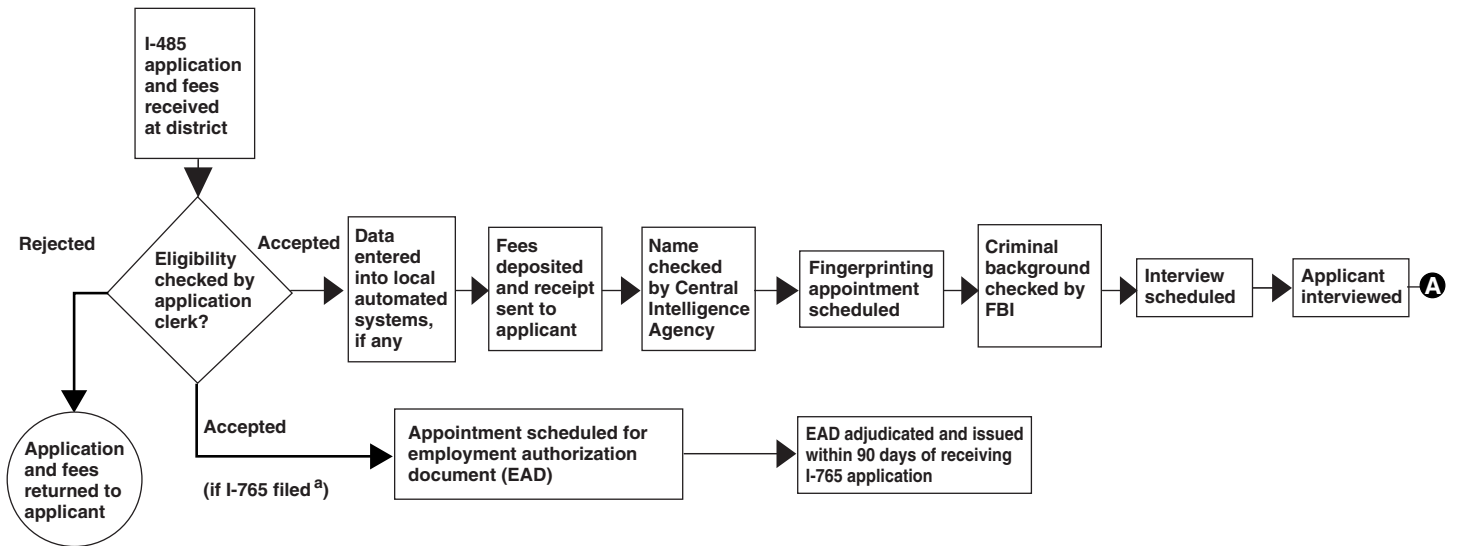 I-485
application
and fees
received
at district
Rejected
Eligibility
checked by
application
clerk?
Accepted
Data
entered
into local
automated
systems,
if any
Fees
deposited
and receipt
sent to
applicant
Name
checked
by Central
Intelligence
Agency
Fingerprinting
appointment
scheduled
Criminal
background
checked by
FBI
Interview
scheduled
Applicant
interviewed
A
Application
and fees
returned to
applicant
Accepted
(if I-765 filed a)
Appointment scheduled for
employment authorization
document (EAD)
EAD adjudicated and issued
within 90 days of receiving
I-765 application